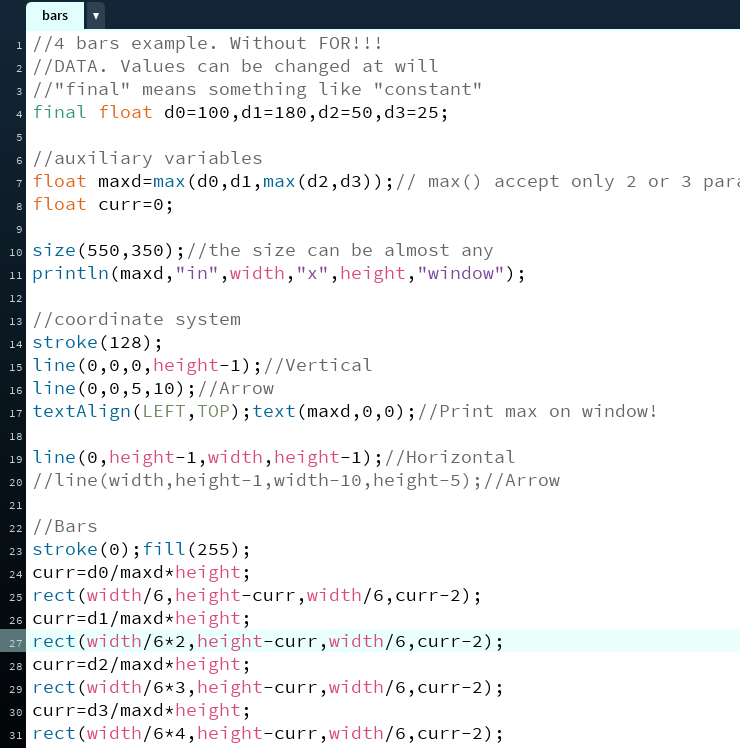 bars ▼
1 //4 bars example. Without FOR!!!
2 //DATA. Values can be changed at will
3 //"final" means something like "constant"
4 final float d0=100,d1=180,d2=50,d3=25;
5
6 //auxiliary variables
7 float maxd=max(d0,d1,max(d2,d3));// max() accept only 2 or 3 para
8 float curr=0;
9
10 size(550,350);//the size can be almost any
11 println(maxd,"in",width,"x",height,"window");
12
13 //coordinate system
14 stroke(128);
15 line(0,0,0,height-1);//Vertical
16 line(0,0,5,10);//Arrow
17 textAlign(LEFT,TOP);text(maxd,0,0);//Print max on window!
18
19 line(0,height-1,width,height-1);//Horizontal
20 //line(width,height-1,width-10,height-5);//Arrow
21
22 //Bars
23 stroke(0);fill(255);
24 curr=d0/maxd*height;
25 rect(width/6,height-curr,width/6,curr-2);
26 curr=d1/maxd*height;
27 rect(width/6*2,height-curr,width/6,curr-2);
28 curr=d2/maxd*height;
29 rect(width/6*3,height-curr,width/6,curr-2);
30 curr=d3/maxd*height;
31 rect(width/6*4,height-curr,width/6,curr-2);